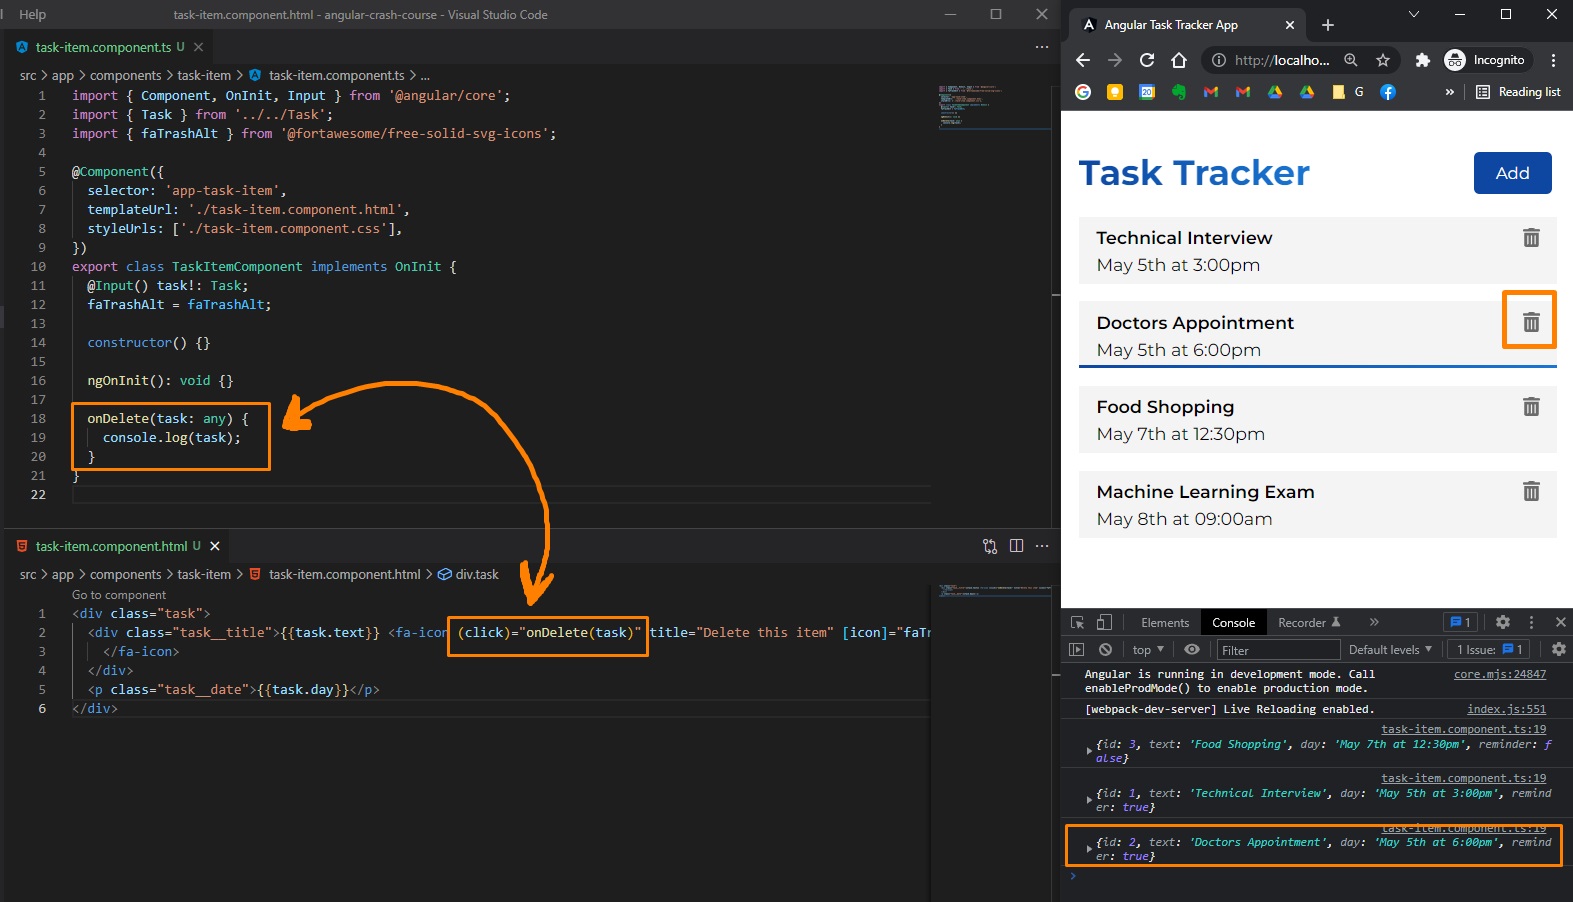 Help
task-item.component.html - angular-crash-course - Visual Studio Code
task-item.component.ts U
src > app > components > task-item > task-item.component.ts > ...
1 import { Component, OnInit, Input } from '@angular/core';
2 import { Task } from '../../Task';
3 import { faTrashAlt } from '@fortawesome/free-solid-svg-icons';
4
5 @Component({
6 selector: 'app-task-item',
7 templateUrl: './task-item.component.html',
8 styleUrls: ['./task-item.component.css'],
9 })
10 export class TaskItemComponent implements OnInit {
11 @Input() task!: Task;
12 faTrashAlt = faTrashAlt;
13
14 constructor() {}
15
16 ngOnInit(): void {}
17
18 onDelete(task: any) {
19 console.log(task);
20 }
21 }
22
task-item.component.html U
src > app > components > task-item > task-item.component.html > div.task
Go to component
1 <div class="task">
2 <div class="task__title">{{task.text}} <fa-icon (click)="onDelete(task)" title="Delete this item" [icon]="faTr
3 </fa-icon>
4 </div>
5 <p class="task__date">{{task.day}}</p>
6 </div>
Angular Task Tracker App
http://localho...
Incognito
20
G
» Reading list
Task Tracker
Add
Technical Interview
May 5th at 3:00pm
Doctors Appointment
May 5th at 6:00pm
Food Shopping
May 7th at 12:30pm
Machine Learning Exam
May 8th at 09:00am
Elements Console Recorder » 1
top Filter Default levels 1 Issue: 1
Angular is running in development mode. Call core.mjs:24847
enableProdMode() to enable production mode.
[webpack-dev-server] Live Reloading enabled. index.js:551
task-item.component.ts:19
{id: 3, text: 'Food Shopping', day: 'May 7th at 12:30pm', reminder: f
alse}
task-item.component.ts:19
{id: 1, text: 'Technical Interview', day: 'May 5th at 3:00pm', remind
er: true}
task-item.component.ts:19
{id: 2, text: 'Doctors Appointment', day: 'May 5th at 6:00pm', remind
er: true}